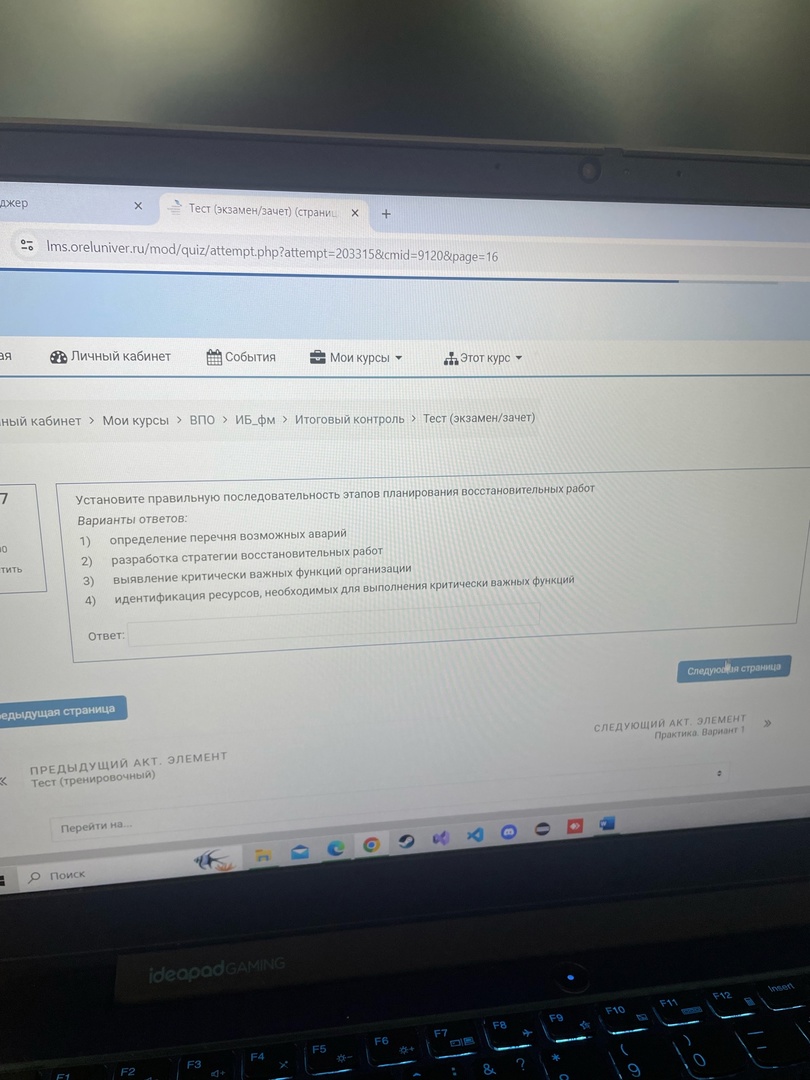 джер
Тест (экзамен/зачет) (страниц
lms.oreluniver.ru/mod/quiz/attempt.php?attempt=203315&cmid=9120&page=16
ая Личный кабинет События Мои курсы Этот курс
ный кабинет > Мои курсы > ВПО > ИБ_фм > Итоговый контроль > Тест (экзамен/зачет)
7
тить
Установите правильную последовательность этапов планирования восстановительных работ
Варианты ответов:
1) определение перечня возможных аварий
2) разработка стратегии восстановительных работ
3) выявление критически важных функций организации
4) идентификация ресурсов, необходимых для выполнения критически важных функций
Ответ:
Следующая страница
едыдущая страница
СЛЕДУЮЩИЙ АКТ. ЭЛЕМЕНТ
Практика. Вариант 1
ПРЕДЫДУЩИЙ АКТ. ЭЛЕМЕНТ
Тест (тренировочный)
Перейти на...
Поиск
ideapad GAMING
F1 F2 F3 F4 F5 F6 F7 F8 F9 F10 F11 F12 Insert
& ? * ( 9 ) 0